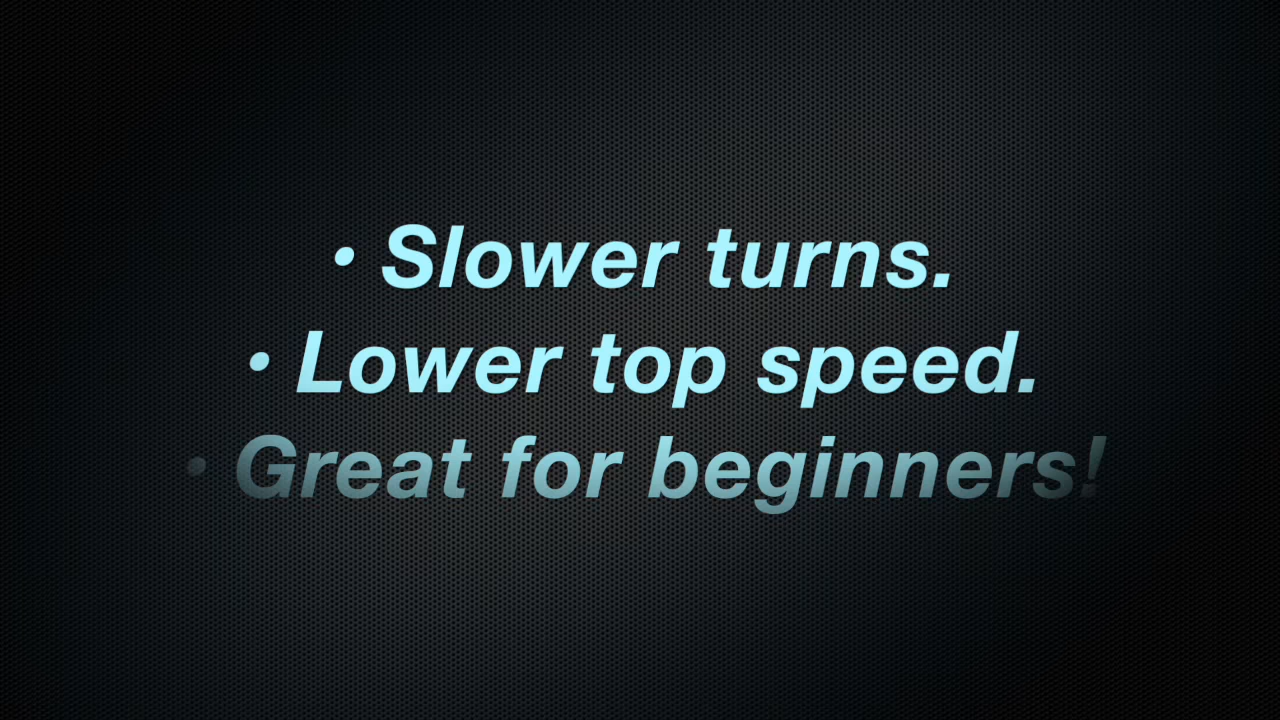 • Slower turns.
• Lower top speed.
• Great for beginners!